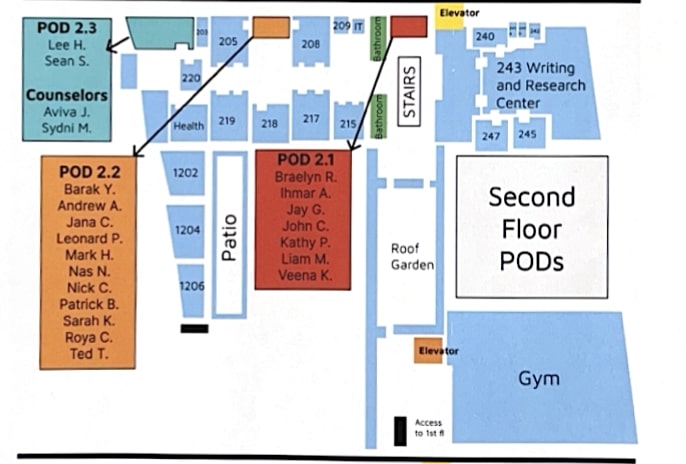 POD 2.3
Lee H.
Sean S.
Counselors
Aviva J.
Sydni M.
203
205
208
209
IT
Bathroom
Elevator
240
243 Writing
and Research
Center
220
STAIRS
Health
219
218
217
215
Bathroom
247
245
POD 2.2
Barak Y.
Andrew A.
Jana C.
Leonard P.
Mark H.
Nas N.
Nick C.
Patrick B.
Sarah K.
Roya C.
Ted T.
1202
1204
1206
Patio
POD 2.1
Braelyn R.
Ihmar A.
Jay G.
John C.
Kathy P.
Liam M.
Veena K.
Roof
Garden
Second
Floor
PODs
Elevator
Gym
Access
to 1st fl